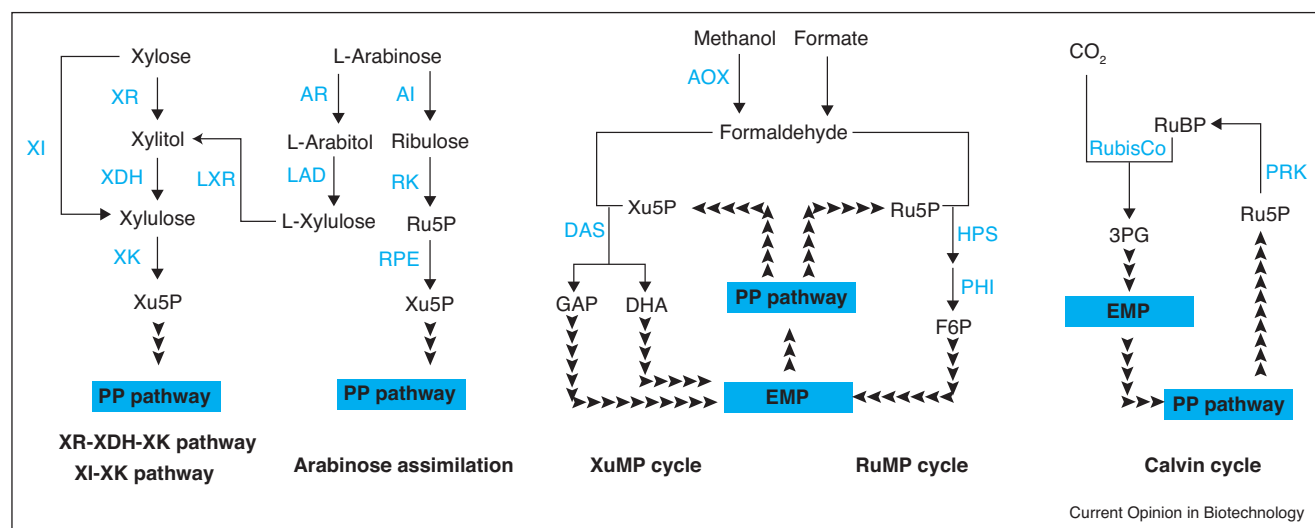 Xylose
XR
Xylitol
XI
XDH
Xylulose
XK
Xu5P
PP pathway
XR-XDH-XK pathway
XI-XK pathway
L-Arabinose
AR
AI
L-Arabitol
Ribulose
LXR
LAD
RK
L-Xylulose
Ru5P
RPE
Xu5P
PP pathway
Arabinose assimilation
Methanol
Formate
AOX
Formaldehyde
Xu5P
Ru5P
DAS
HPS
GAP
DHA
PP pathway
PHI
F6P
EMP
XuMP cycle
RuMP cycle
CO2
RuBP
RubisCo
PRK
Ru5P
3PG
EMP
PP pathway
Calvin cycle
Current Opinion in Biotechnology